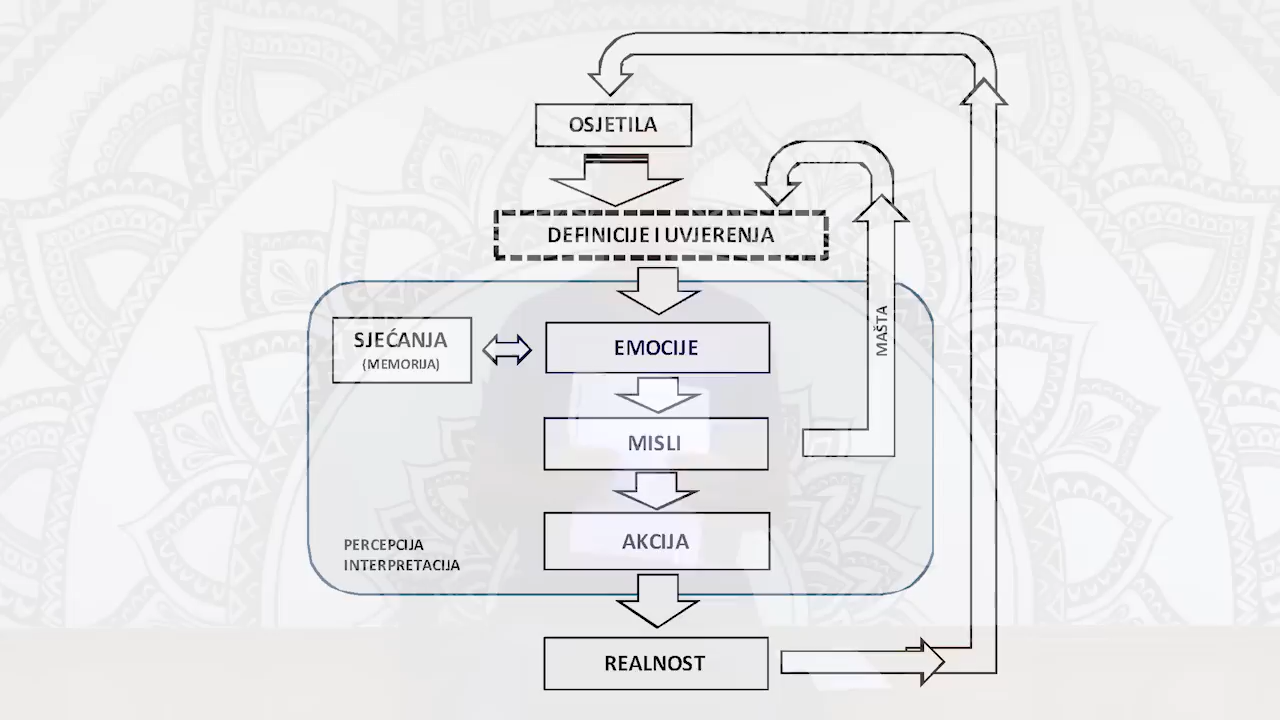 OSJETILA
DEFINICIJE I UVJERENJA
SJEĆANJA
(MEMORIJA)
EMOCIJE
MAŠTA
MISLI
AKCIJA
PERCEPCIJA
INTERPRETACIJA
REALNOST